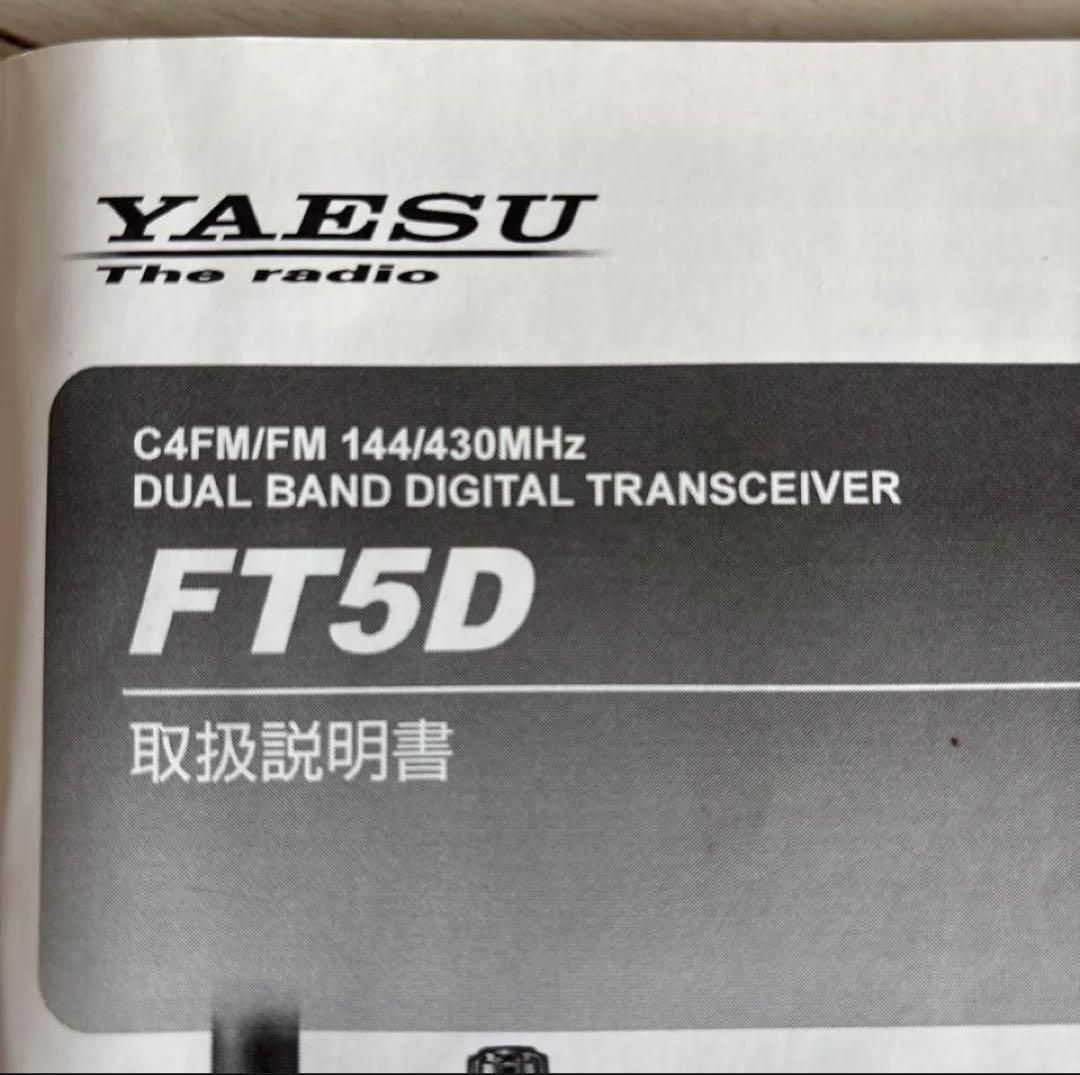 YAESU
The radio
C4FM/FM 144/430MHz
DUAL BAND DIGITAL TRANSCEIVER
FT5D
取扱説明書